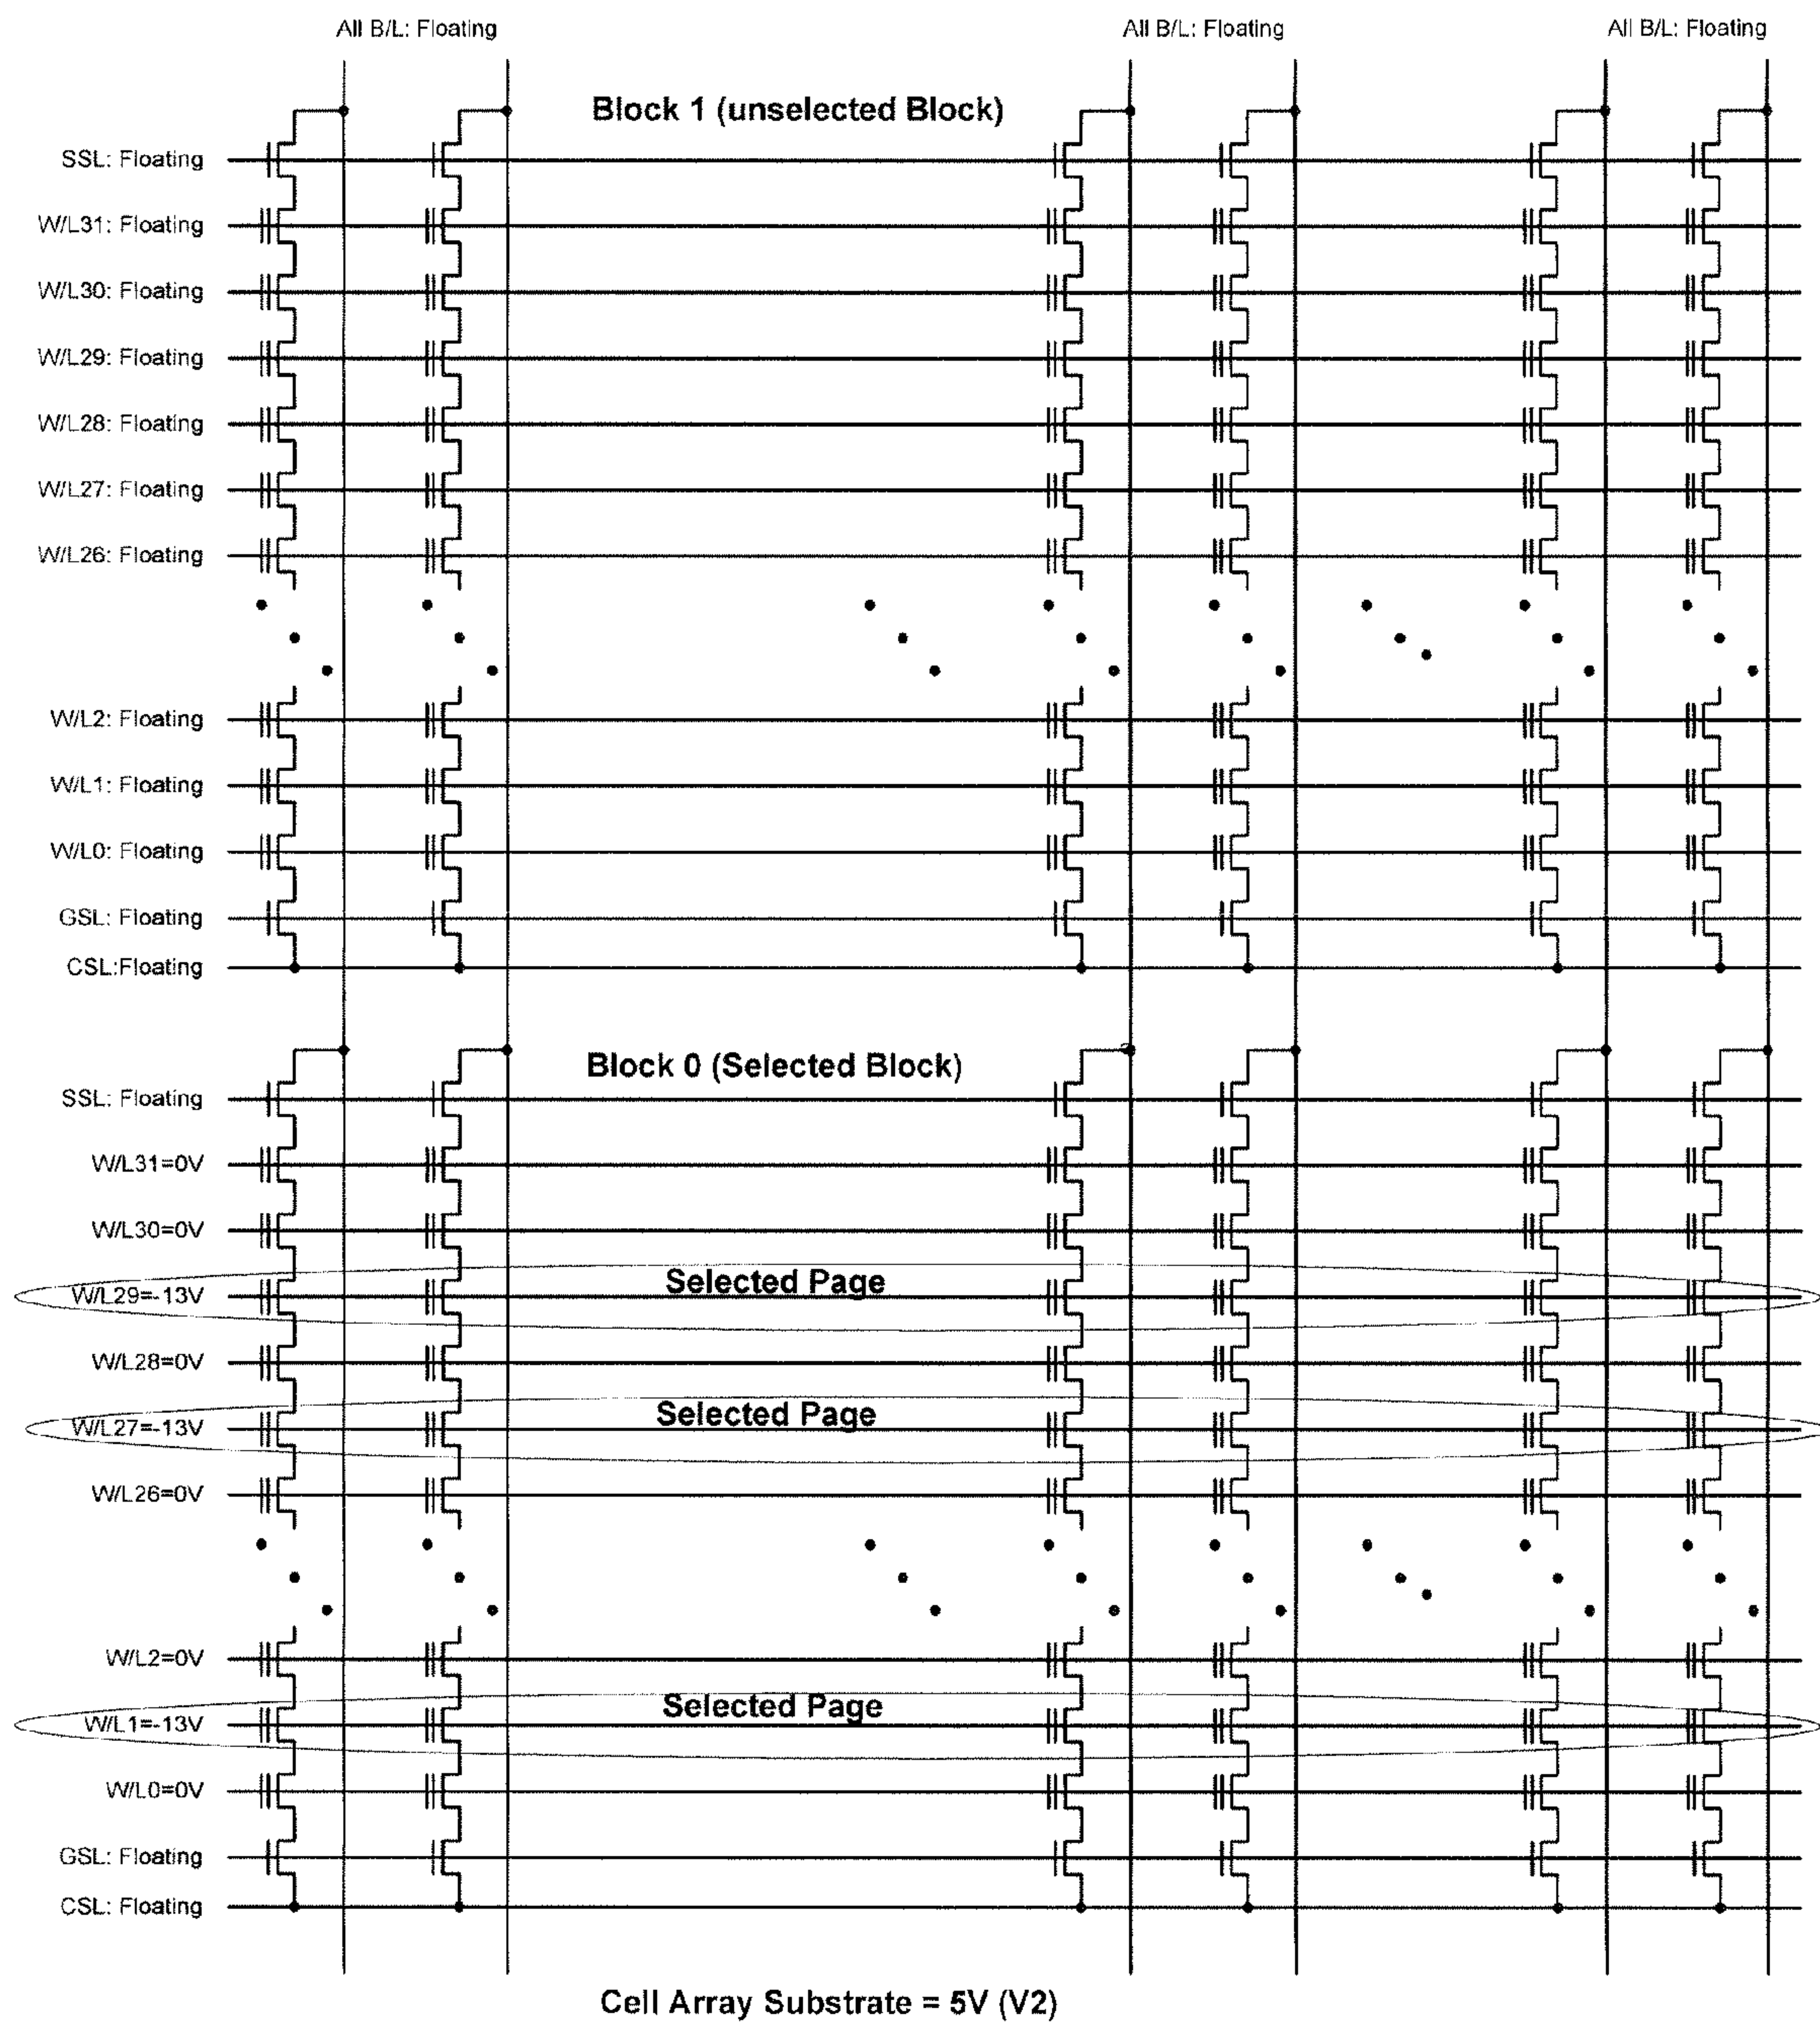 All B/L: Floating All B/L: Floating All B/L: Floating
Block 1 (unselected Block)
SSL: Floating
W/L31: Floating
W/L30: Floating
W/L29: Floating
W/L28: Floating
W/L27: Floating
W/L26: Floating
W/L2: Floating
W/L1: Floating
W/L0: Floating
GSL: Floating
CSL:Floating
Block 0 (Selected Block)
SSL: Floating
W/L31=0V
W/L30=0V
Selected Page
W/L29=-13V
W/L28=0V
Selected Page
W/L27=-13V
W/L26=0V
W/L2=0V
Selected Page
W/L1=-13V
W/L0=0V
GSL: Floating
CSL: Floating
Cell Array Substrate = 5V (V2)